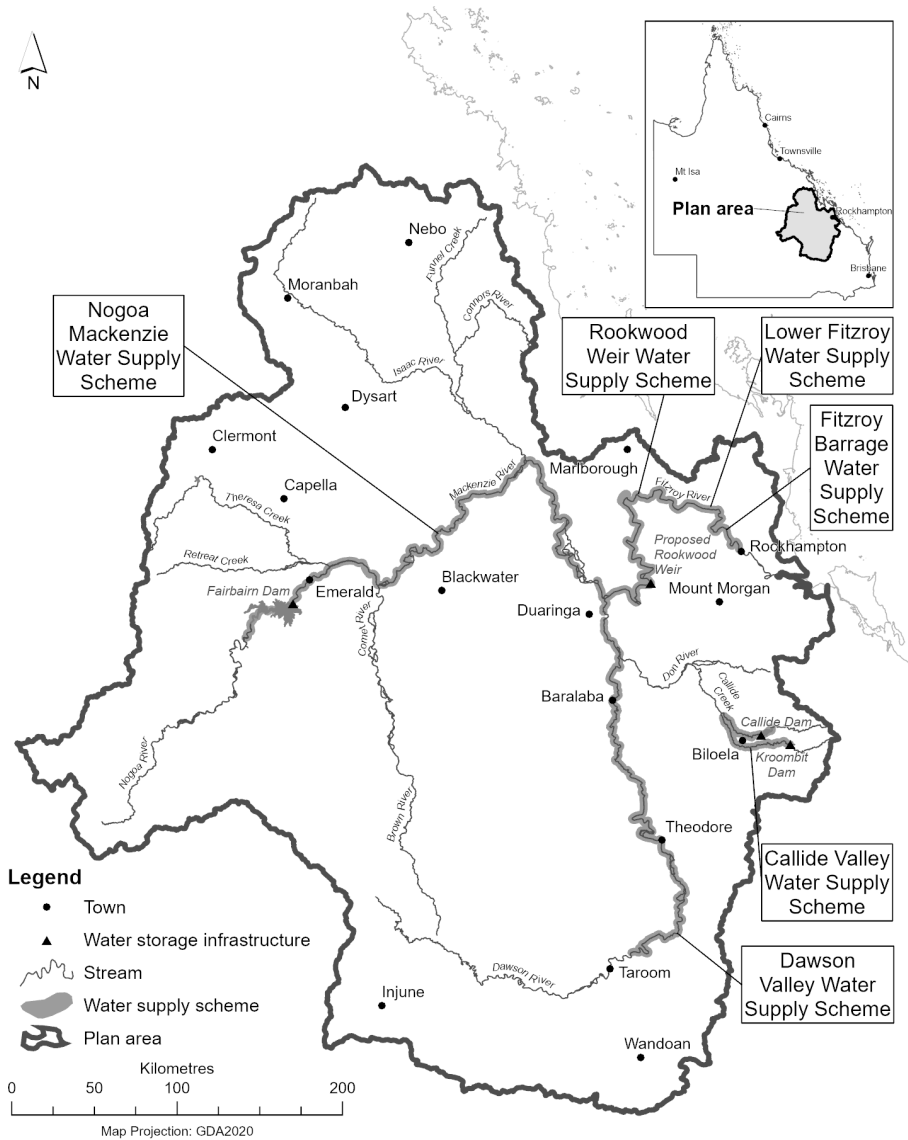 N
Cairns
Townsville
Mt Isa
Plan area
Rockhampton
Brisbane
Nebo
Funnel Creek
Moranbah
Connors River
Nogoa
Mackenzie
Water Supply
Scheme
Rookwood
Weir Water
Supply Scheme
Lower Fitzroy
Water Supply
Scheme
Isaac River
Dysart
Fitzroy
Barrage
Water
Supply
Scheme
Clermont
Marlborough
Mackenzie River
Capella
Fitzroy River
Theresa Creek
Proposed
Rookwood
Weir
Rockhampton
Retreat Creek
Blackwater
Mount Morgan
Fairbairn Dam
Emerald
Duaringa
Comet River
Don River
Callide
Creek
Baralaba
Callide Dam
Biloela
Kroombit
Dam
Nogoa River
Brown River
Theodore
Callide Valley
Water Supply
Scheme
Legend
Town
Water storage infrastructure
Stream
Water supply scheme
Plan area
Dawson River
Taroom
Dawson
Valley Water
Supply Scheme
Injune
Wandoan
Kilometres
0 50 100 200
Map Projection: GDA2020